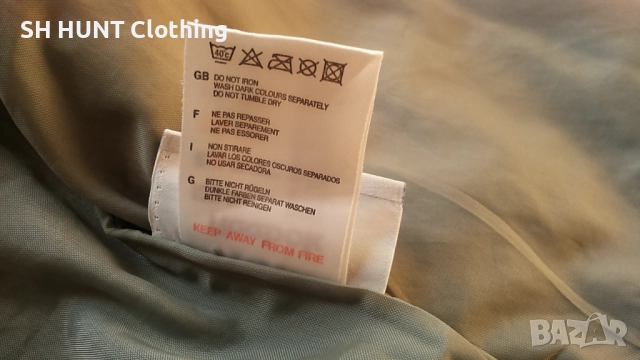 SH HUNT Clothing
40°C
GB DO NOT IRON
WASH DARK COLOURS SEPARATELY
DO NOT TUMBLE DRY
F NE PAS REPASSER
LAVER SEPAREMENT
NE PAS ESSORER
I NON STIRARE
LAVAR LOS COLORES OSCUROS SEPARADOS
NO USAR SECADORA
G BITTE NICHT RÜGELN
DUNKLE FARBEN SEPARAT WASCHEN
BITTE NICHT REINIGEN
KEEP AWAY FROM FIRE
BAZAR